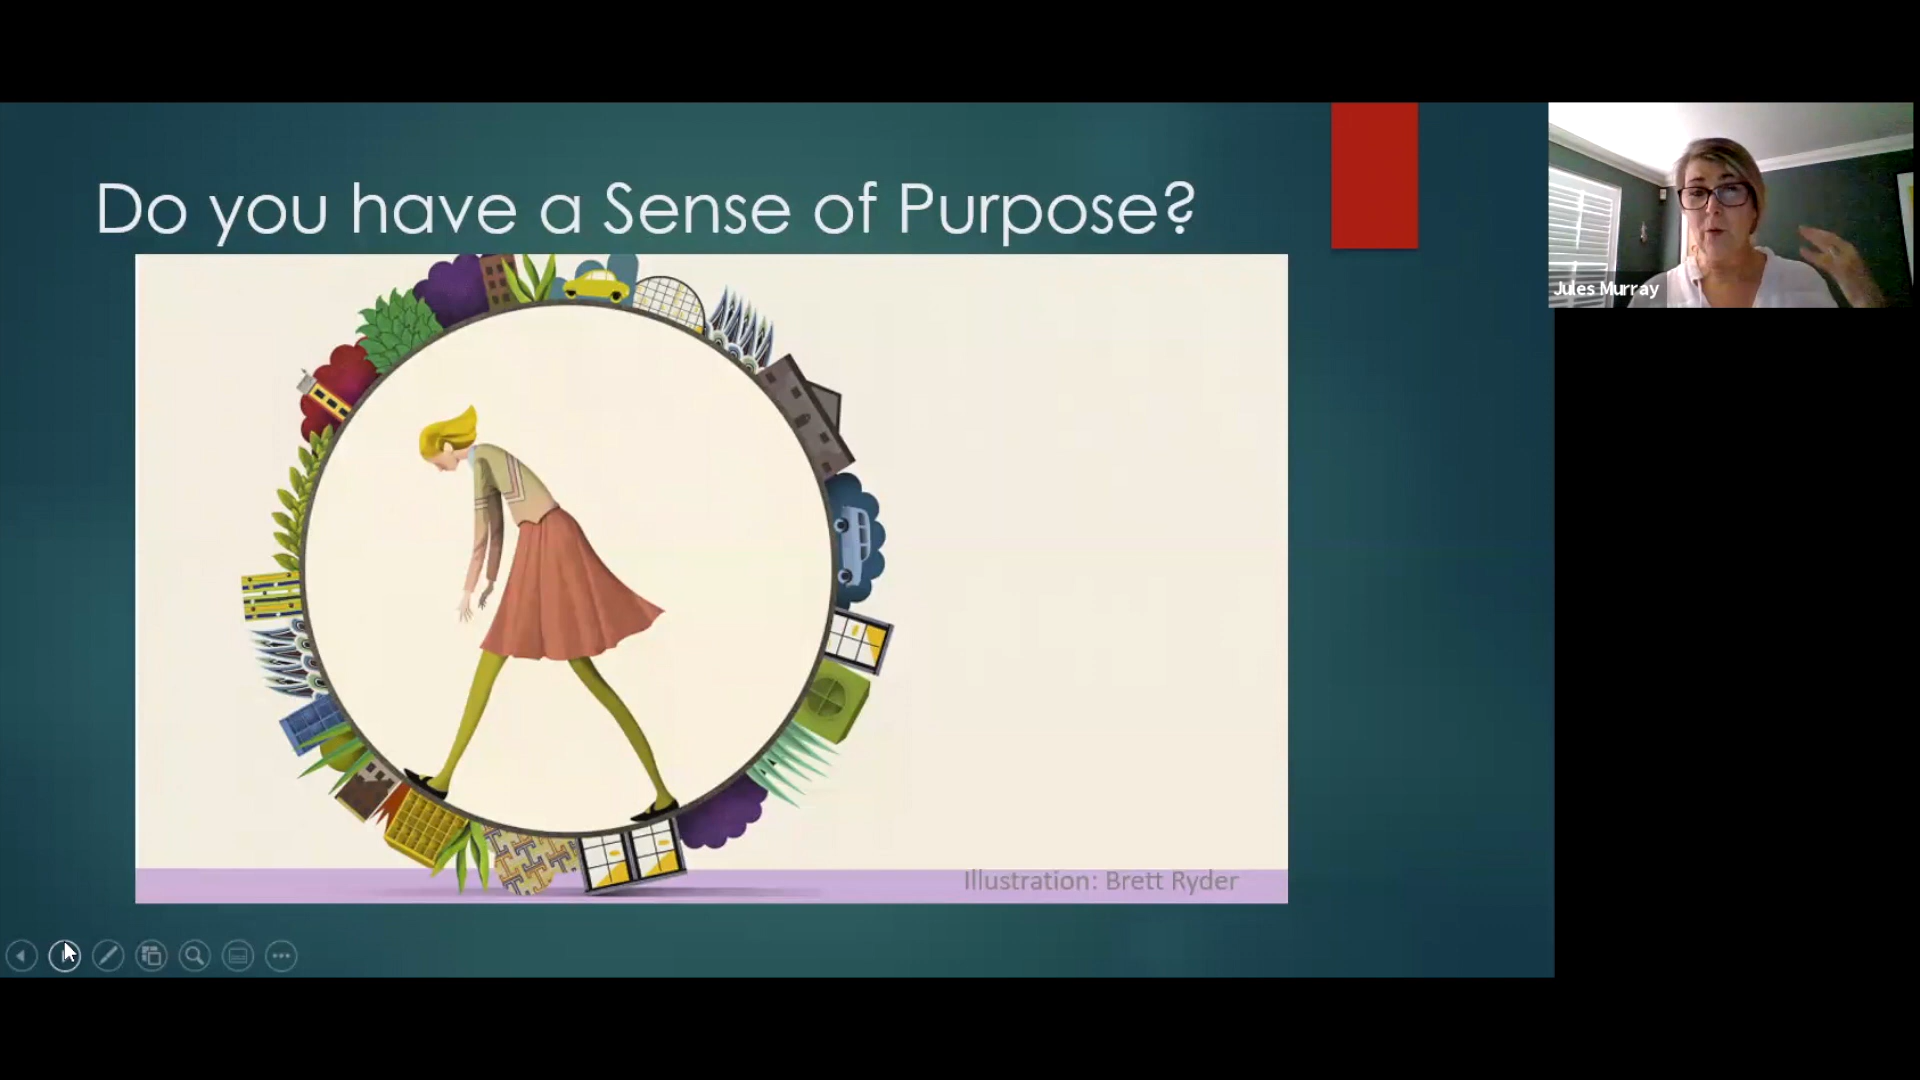 Do you have a Sense of Purpose?
Jules Murray
Illustration: Brett Ryder